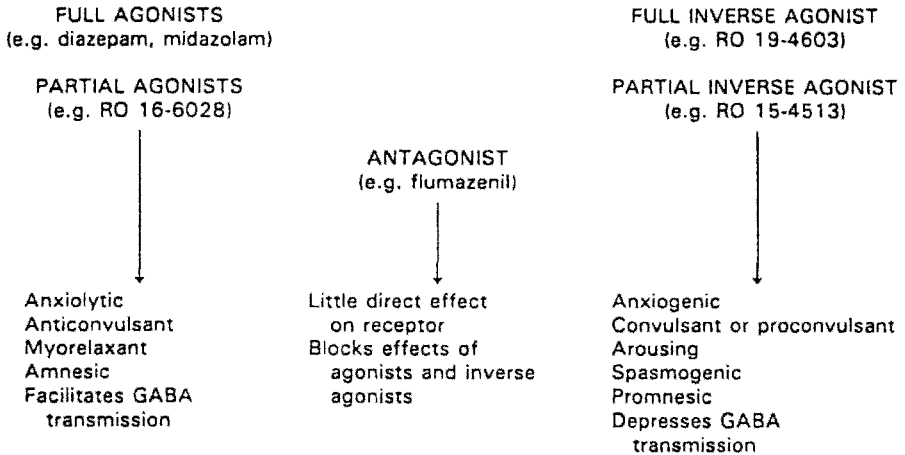 FULL AGONISTS
(e.g. diazepam, midazolam)
PARTIAL AGONISTS
(e.g. RO 16-6028)
Anxiolytic
Anticonvulsant
Myorelaxant
Amnesic
Facilitates GABA
transmission
ANTAGONIST
(e.g. flumazenil)
Little direct effect
on receptor
Blocks effects of
agonists and inverse
agonists
FULL INVERSE AGONIST
(e.g. RO 19-4603)
PARTIAL INVERSE AGONIST
(e.g. RO 15-4513)
Anxiogenic
Convulsant or proconvulsant
Arousing
Spasmogenic
Promnesic
Depresses GABA
transmission